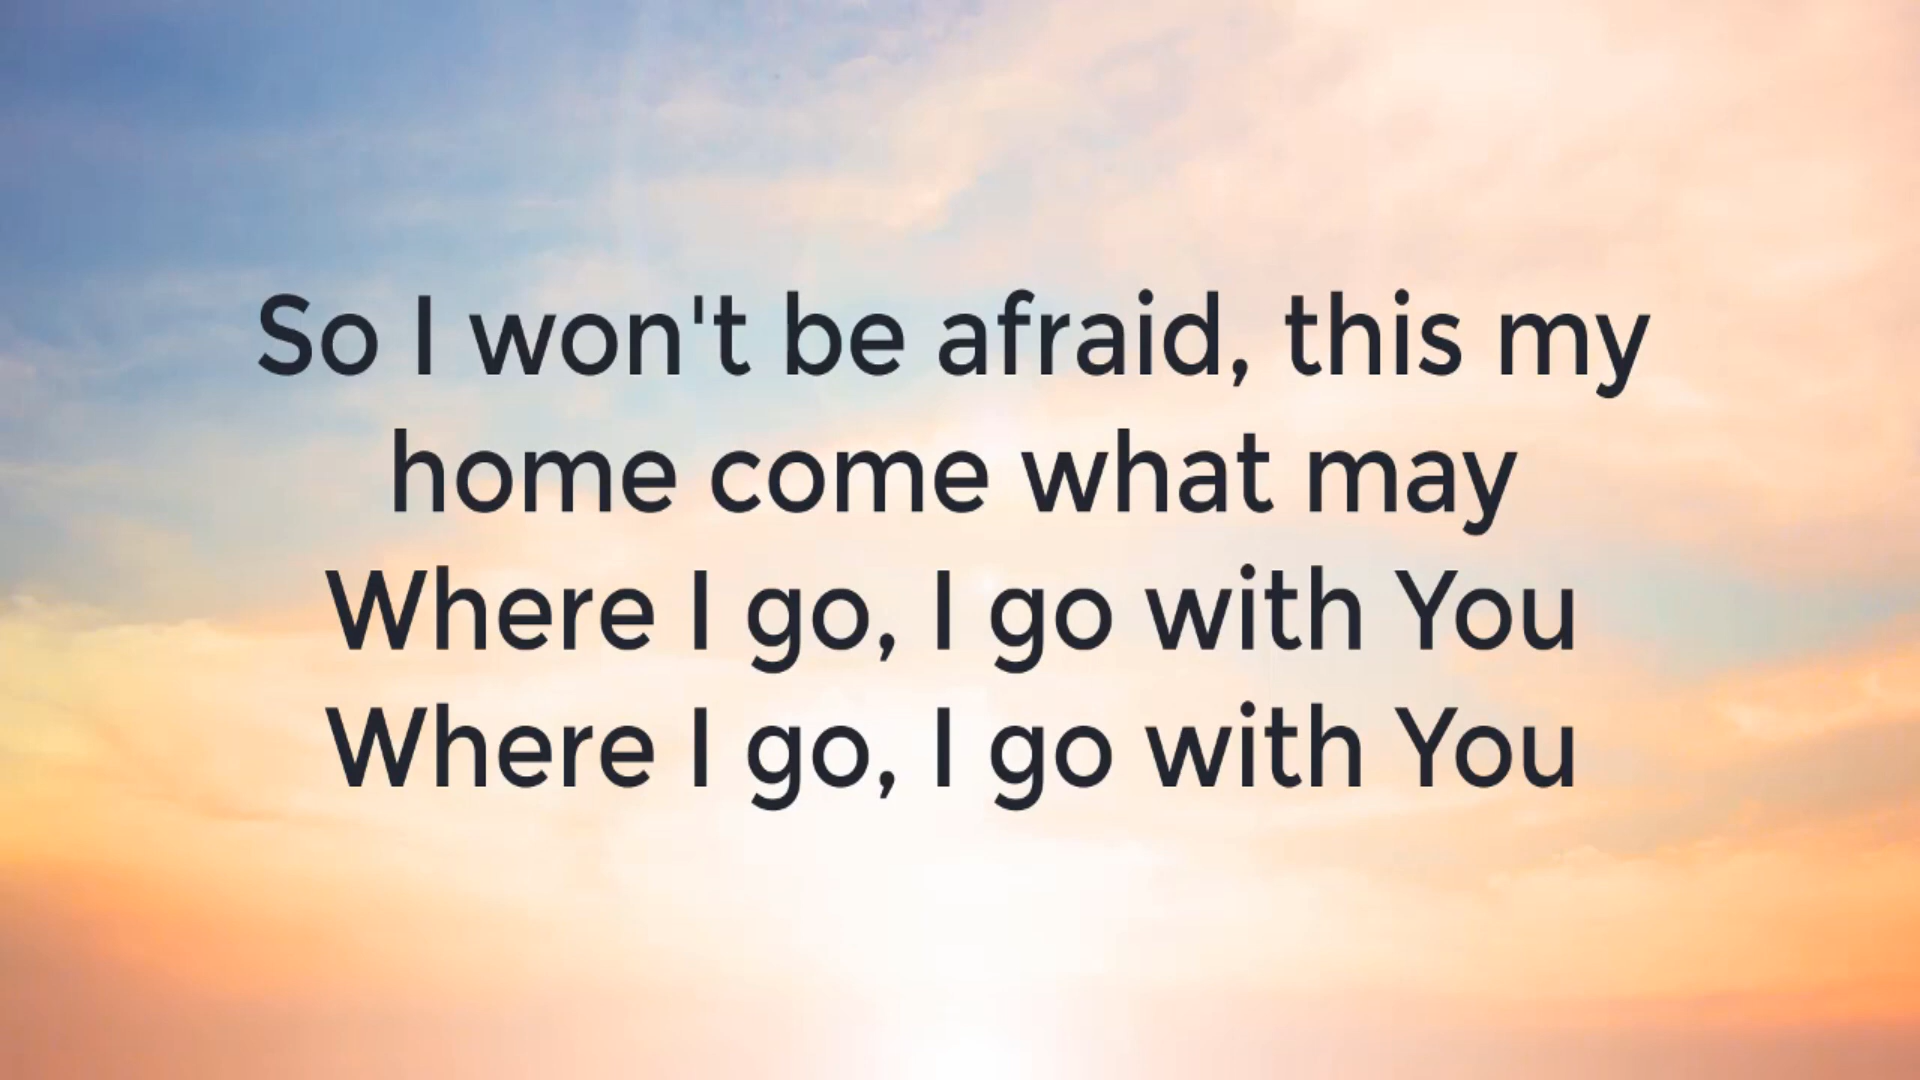 So I won't be afraid, this my
home come what may
Where I go, I go with You
Where I go, I go with You